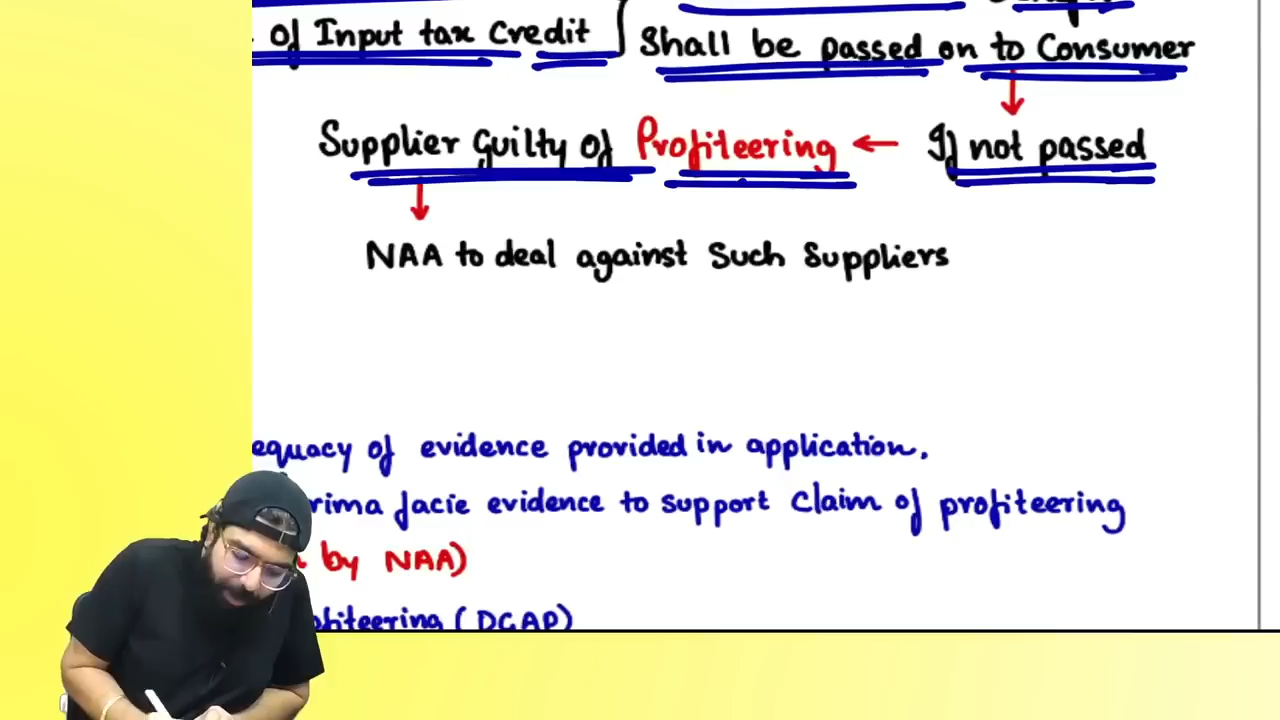 of Input tax Credit
Shall be passed on to Consumer
Supplier Guilty of Profiteering ← If not passed
NAA to deal against Such Suppliers
equacy of evidence provided in application.
rima facie evidence to support Claim of profiteering
by NAA)
ofiteering (DGAP)